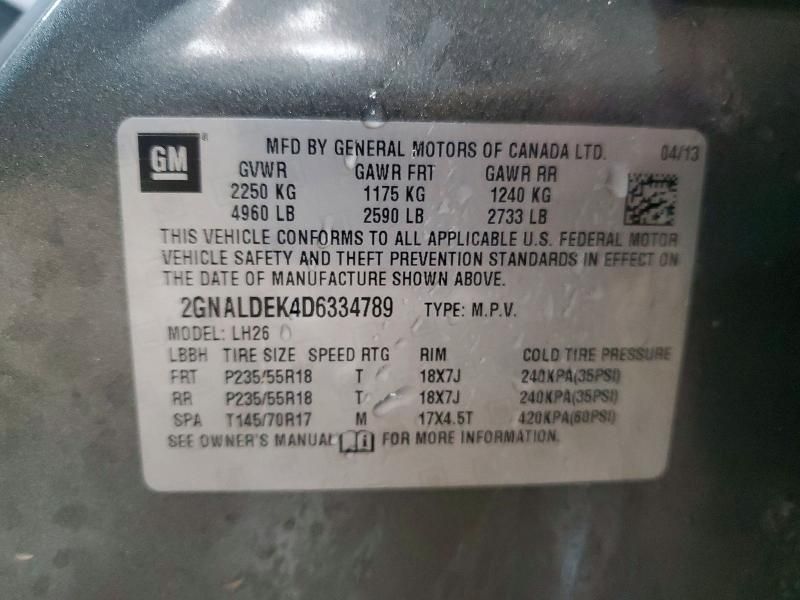 GM
MFD BY GENERAL MOTORS OF CANADA LTD. 04/13
GVWR GAWR FRT GAWR RR
2250 KG 1175 KG 1240 KG
4960 LB 2590 LB 2733 LB
THIS VEHICLE CONFORMS TO ALL APPLICABLE U.S. FEDERAL MOTOR
VEHICLE SAFETY AND THEFT PREVENTION STANDARDS IN EFFECT ON
THE DATE OF MANUFACTURE SHOWN ABOVE.
2GNALDEK4D6334789 TYPE: M.P.V.
MODEL: LH26
LBBH TIRE SIZE SPEED RTG RIM COLD TIRE PRESSURE
FRT P235/55R18 T 18X7J 240KPA(35PSI)
RR P235/55R18 T 18X7J 240KPA(35PSI)
SPA T145/70R17 M 17X4.5T 420KPA(60PSI)
SEE OWNER'S MANUAL FOR MORE INFORMATION.